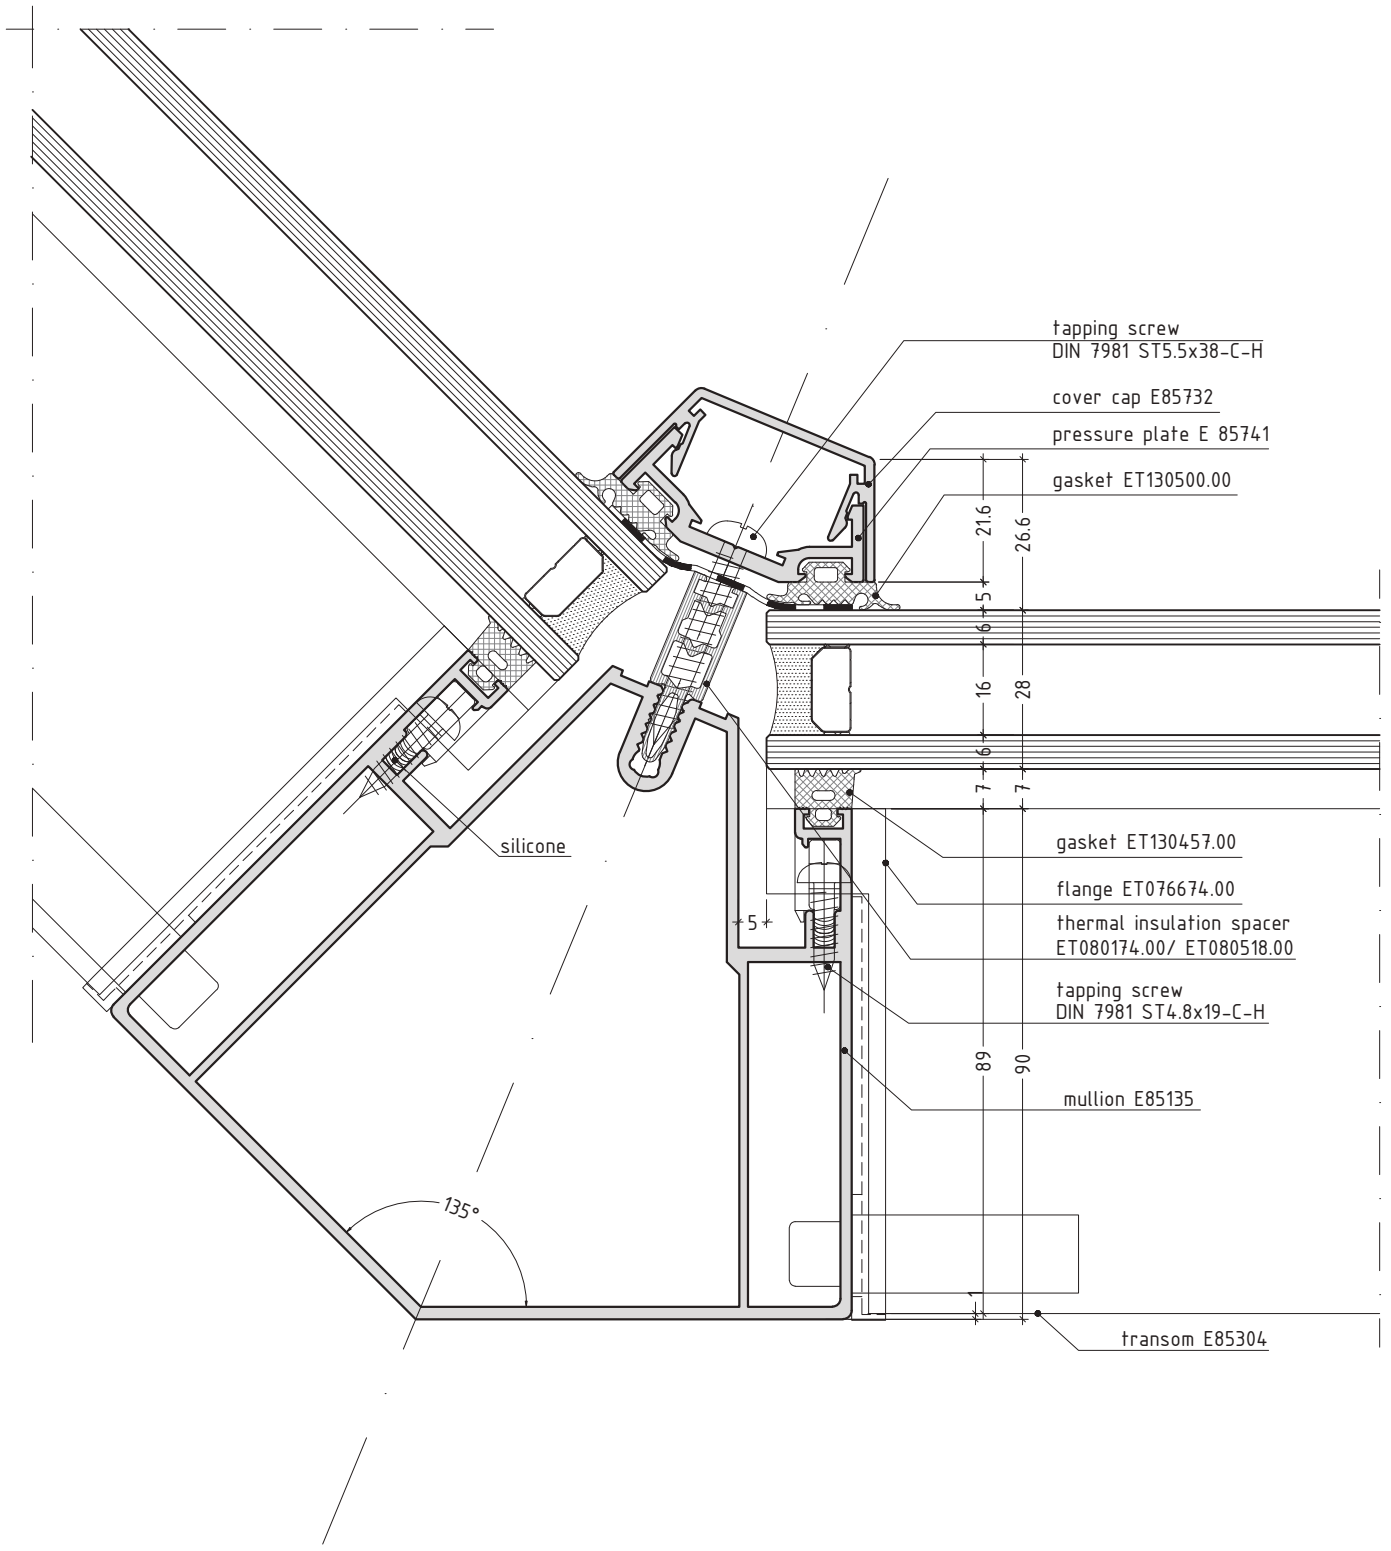 tapping screw
DIN 7981 ST5.5x38-C-H
cover cap E85732
pressure plate E 85741
gasket ET130500.00
21.6
26.6
5
6
16
28
6
7
7
silicone
gasket ET130457.00
flange ET076674.00
5
thermal insulation spacer
ET080174.00/ ET080518.00
tapping screw
DIN 7981 ST4.8x19-C-H
89
90
mullion E85135
135°
1
transom E85304